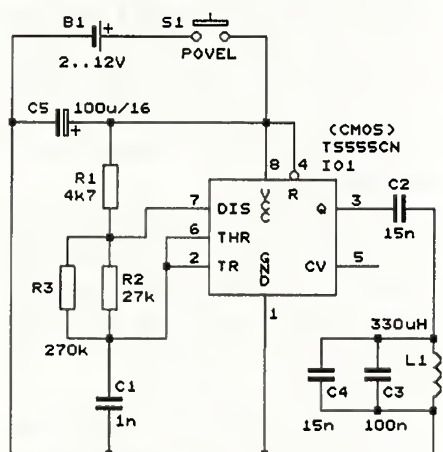 B1
+
2..12V
S1
POVEL
C5
100u/16
+
(CMOS)
TS555CN
IO1
R1
4k7
8
4
VCC
R
7
DIS
Q
3
C2
15n
6
THR
2
TR
GND
CV
5
1
R3
270k
R2
27k
C1
1n
330uH
L1
C4
15n
C3
100n